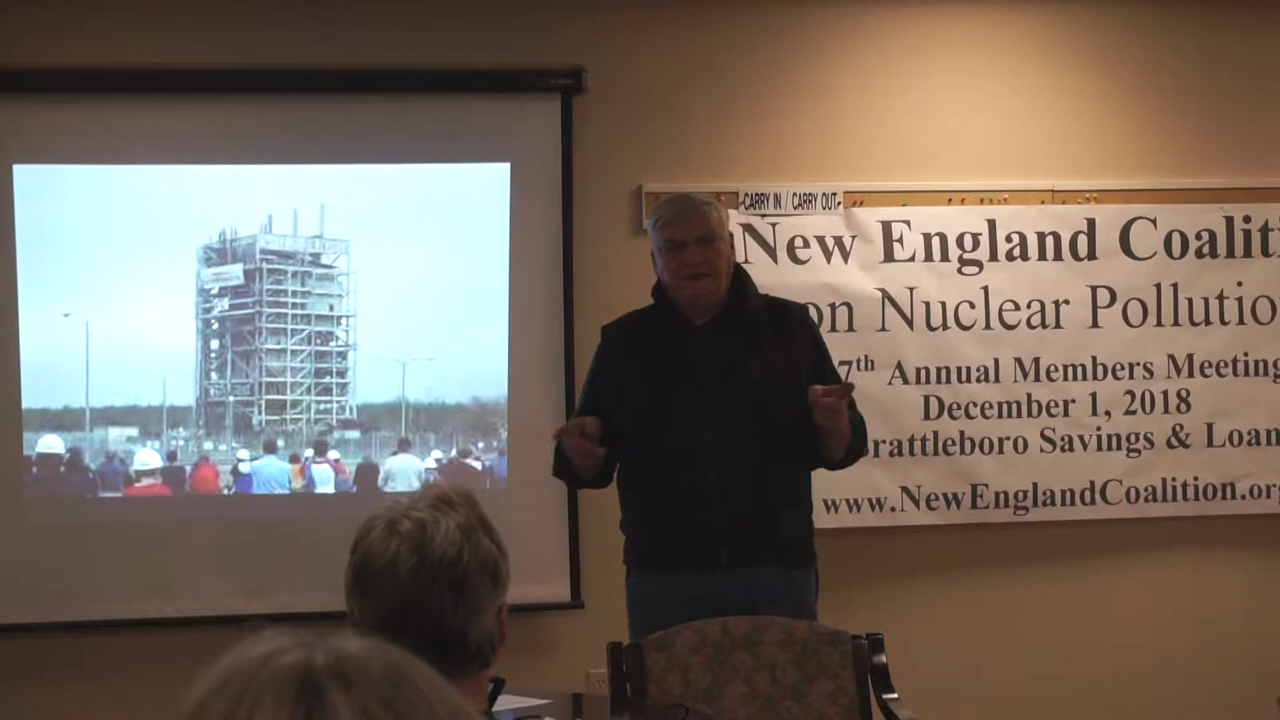 CARRY IN / CARRY OUT
New England Coaliti
on Nuclear Pollutio
7th Annual Members Meeting
December 1, 2018
rattleboro Savings & Loan
www.NewEnglandCoalition.org